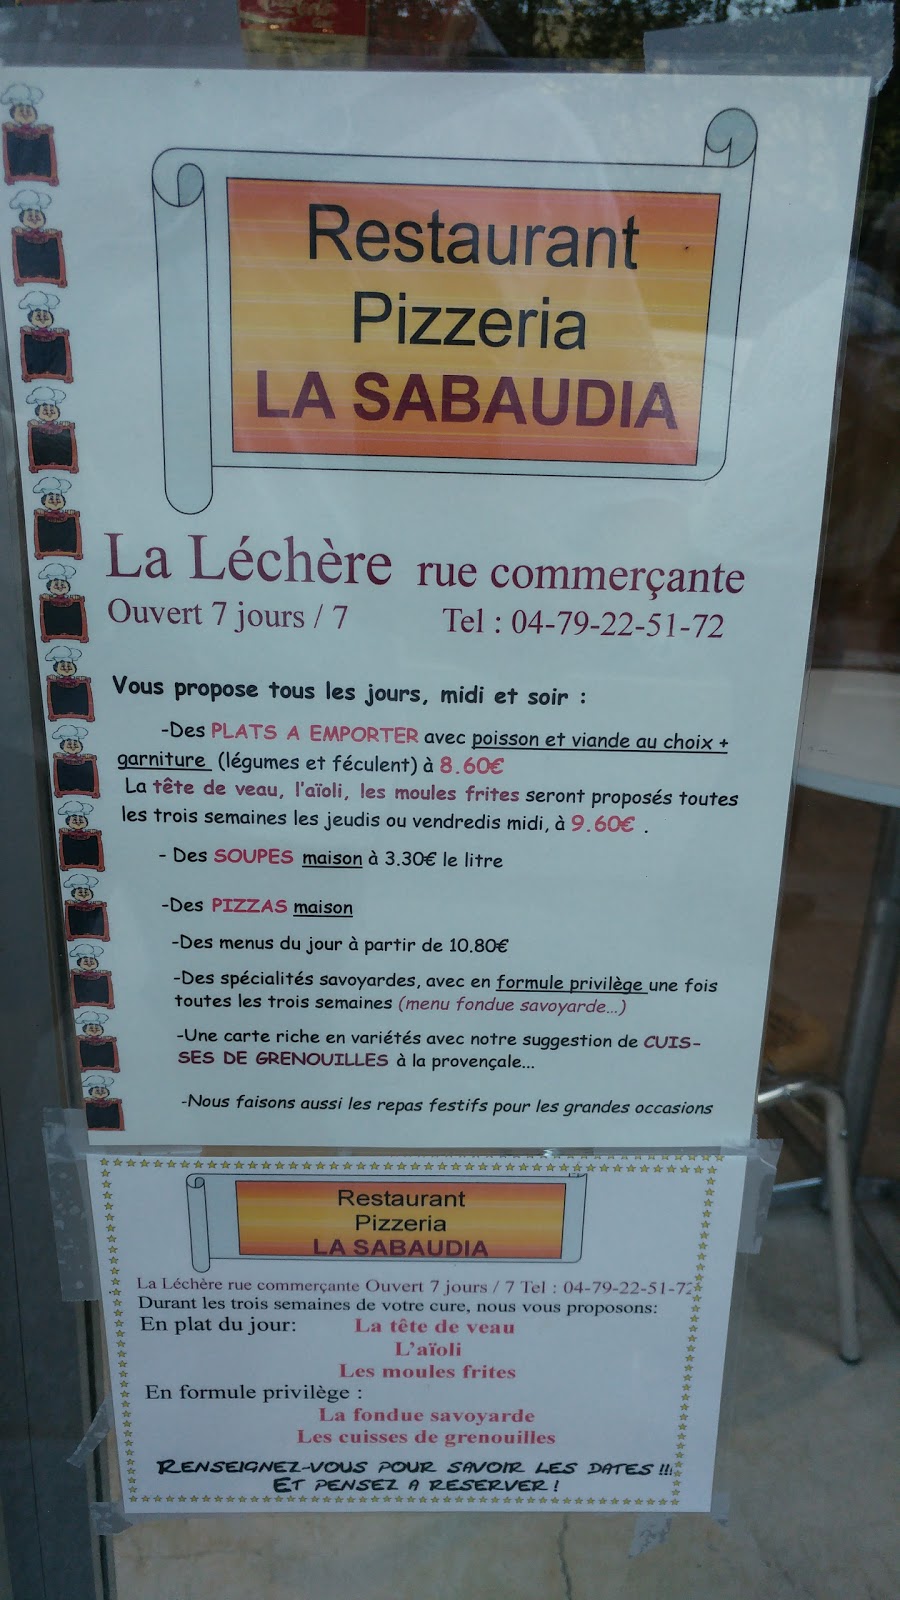 Restaurant
Pizzeria
LA SABAUDIA
La Léchère rue commerçante
Ouvert 7 jours / 7 Tel : 04-79-22-51-72
Vous propose tous les jours, midi et soir :
-Des PLATS A EMPORTER avec poisson et viande au choix +
garniture (légumes et féculent) à 8.60€
La tête de veau, l'aïoli, les moules frites seront proposés toutes
les trois semaines les jeudis ou vendredis midi, à 9.60€ .
- Des SOUPES maison à 3.30€ le litre
-Des PIZZAS maison
-Des menus du jour à partir de 10.80€
-Des spécialités savoyardes, avec en formule privilège une fois
toutes les trois semaines (menu fondue savoyarde...)
-Une carte riche en variétés avec notre suggestion de CUIS-
SES DE GRENOUILLES à la provençale...
-Nous faisons aussi les repas festifs pour les grandes occasions
Restaurant
Pizzeria
LA SABAUDIA
La Léchère rue commerçante Ouvert 7 jours / 7 Tel : 04-79-22-51-72
Durant les trois semaines de votre cure, nous vous proposons:
En plat du jour: La tête de veau
L'aïoli
Les moules frites
En formule privilège :
La fondue savoyarde
Les cuisses de grenouilles
RENSEIGNEZ-VOUS POUR SAVOIR LES DATES !!!
ET PENSEZ A RESERVER !